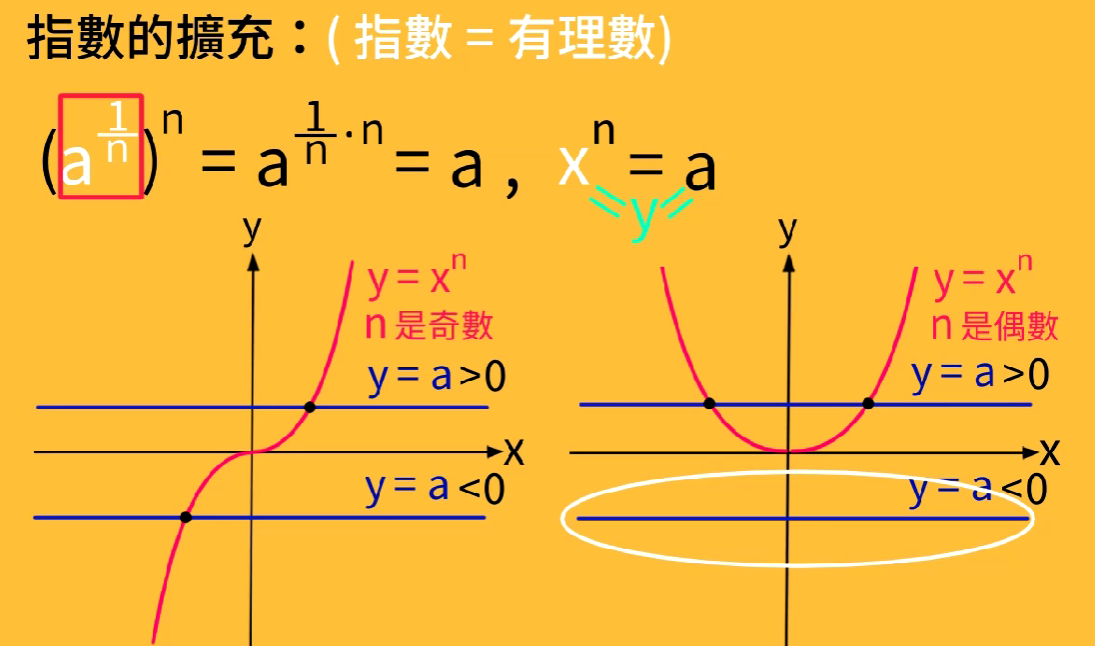 指數的擴充：( 指數 = 有理數)
(a^{\frac{1}{n}})^n = a^{\frac{1}{n}·n} = a , x^n = a
y
y
y = x^n
n 是奇數
y = a >0
x
y = a <0
y
y = x^n
n 是偶數
y = a >0
x
y = a <0